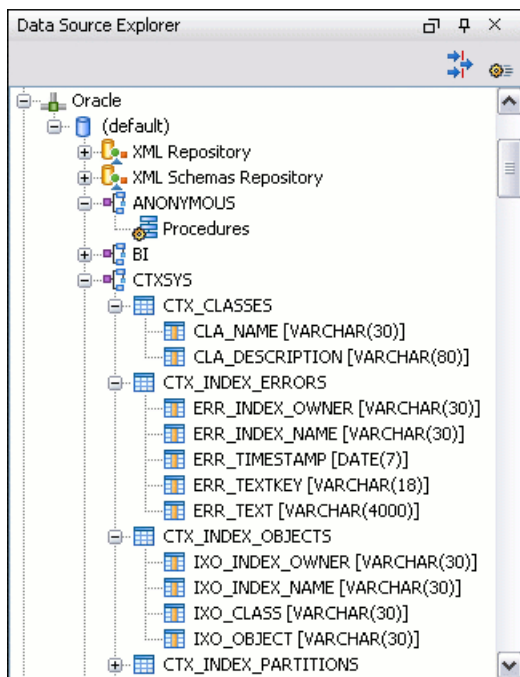 Data Source Explorer
Oracle
(default)
XML Repository
XML Schemas Repository
ANONYMOUS
Procedures
BI
CTXSYS
CTX_CLASSES
CLA_NAME [VARCHAR(30)]
CLA_DESCRIPTION [VARCHAR(80)]
CTX_INDEX_ERRORS
ERR_INDEX_OWNER [VARCHAR(30)]
ERR_INDEX_NAME [VARCHAR(30)]
ERR_TIMESTAMP [DATE(7)]
ERR_TEXTKEY [VARCHAR(18)]
ERR_TEXT [VARCHAR(4000)]
CTX_INDEX_OBJECTS
IXO_INDEX_OWNER [VARCHAR(30)]
IXO_INDEX_NAME [VARCHAR(30)]
IXO_CLASS [VARCHAR(30)]
IXO_OBJECT [VARCHAR(30)]
CTX_INDEX_PARTITIONS